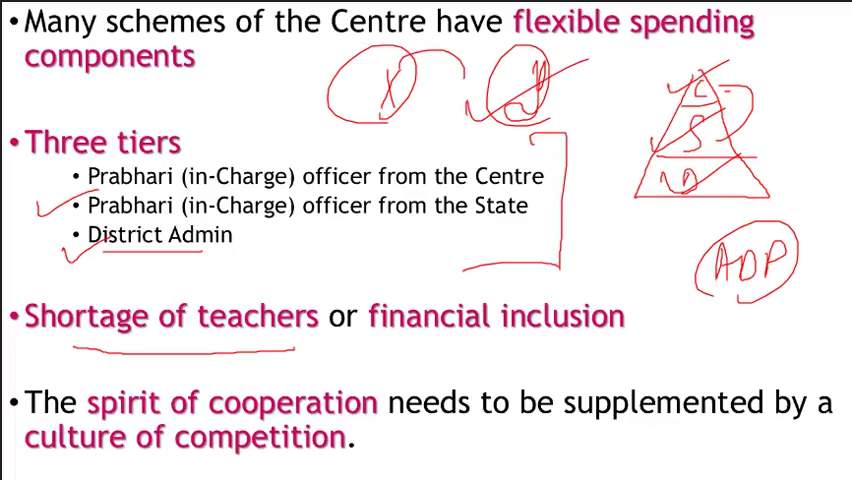 • Many schemes of the Centre have flexible spending
components
• Three tiers
• Prabhari (in-Charge) officer from the Centre
• Prabhari (in-Charge) officer from the State
• District Admin
• Shortage of teachers or financial inclusion
• The spirit of cooperation needs to be supplemented by a
culture of competition.
X
C
S
D
ADP